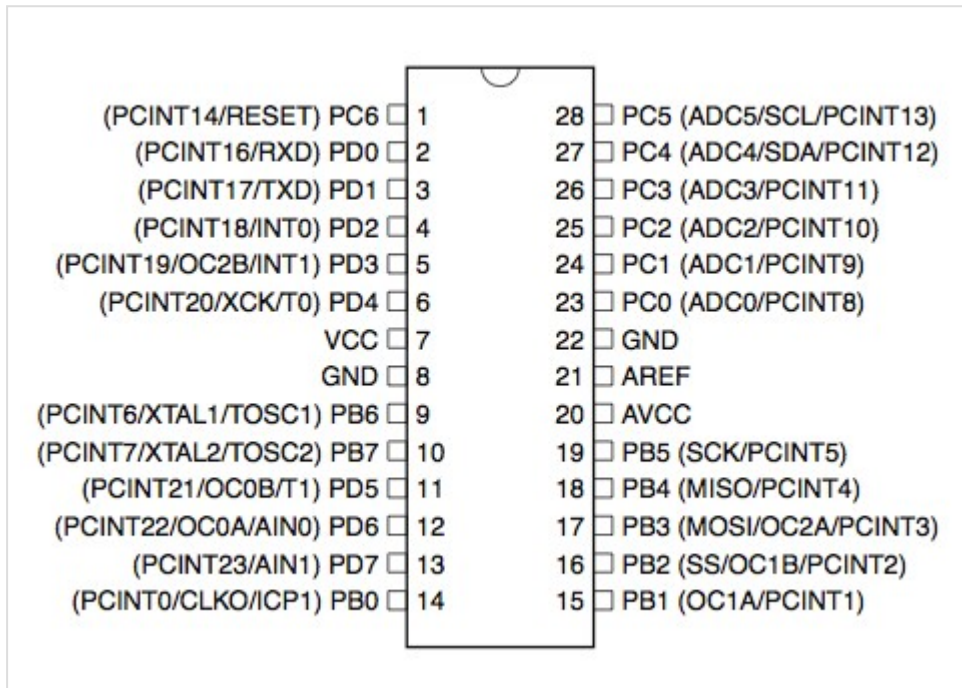 (PCINT14/RESET) PC6 1 28 PC5 (ADC5/SCL/PCINT13)
(PCINT16/RXD) PD0 2 27 PC4 (ADC4/SDA/PCINT12)
(PCINT17/TXD) PD1 3 26 PC3 (ADC3/PCINT11)
(PCINT18/INT0) PD2 4 25 PC2 (ADC2/PCINT10)
(PCINT19/OC2B/INT1) PD3 5 24 PC1 (ADC1/PCINT9)
(PCINT20/XCK/T0) PD4 6 23 PC0 (ADC0/PCINT8)
VCC 7 22 GND
GND 8 21 AREF
(PCINT6/XTAL1/TOSC1) PB6 9 20 AVCC
(PCINT7/XTAL2/TOSC2) PB7 10 19 PB5 (SCK/PCINT5)
(PCINT21/OC0B/T1) PD5 11 18 PB4 (MISO/PCINT4)
(PCINT22/OC0A/AIN0) PD6 12 17 PB3 (MOSI/OC2A/PCINT3)
(PCINT23/AIN1) PD7 13 16 PB2 (SS/OC1B/PCINT2)
(PCINT0/CLKO/ICP1) PB0 14 15 PB1 (OC1A/PCINT1)